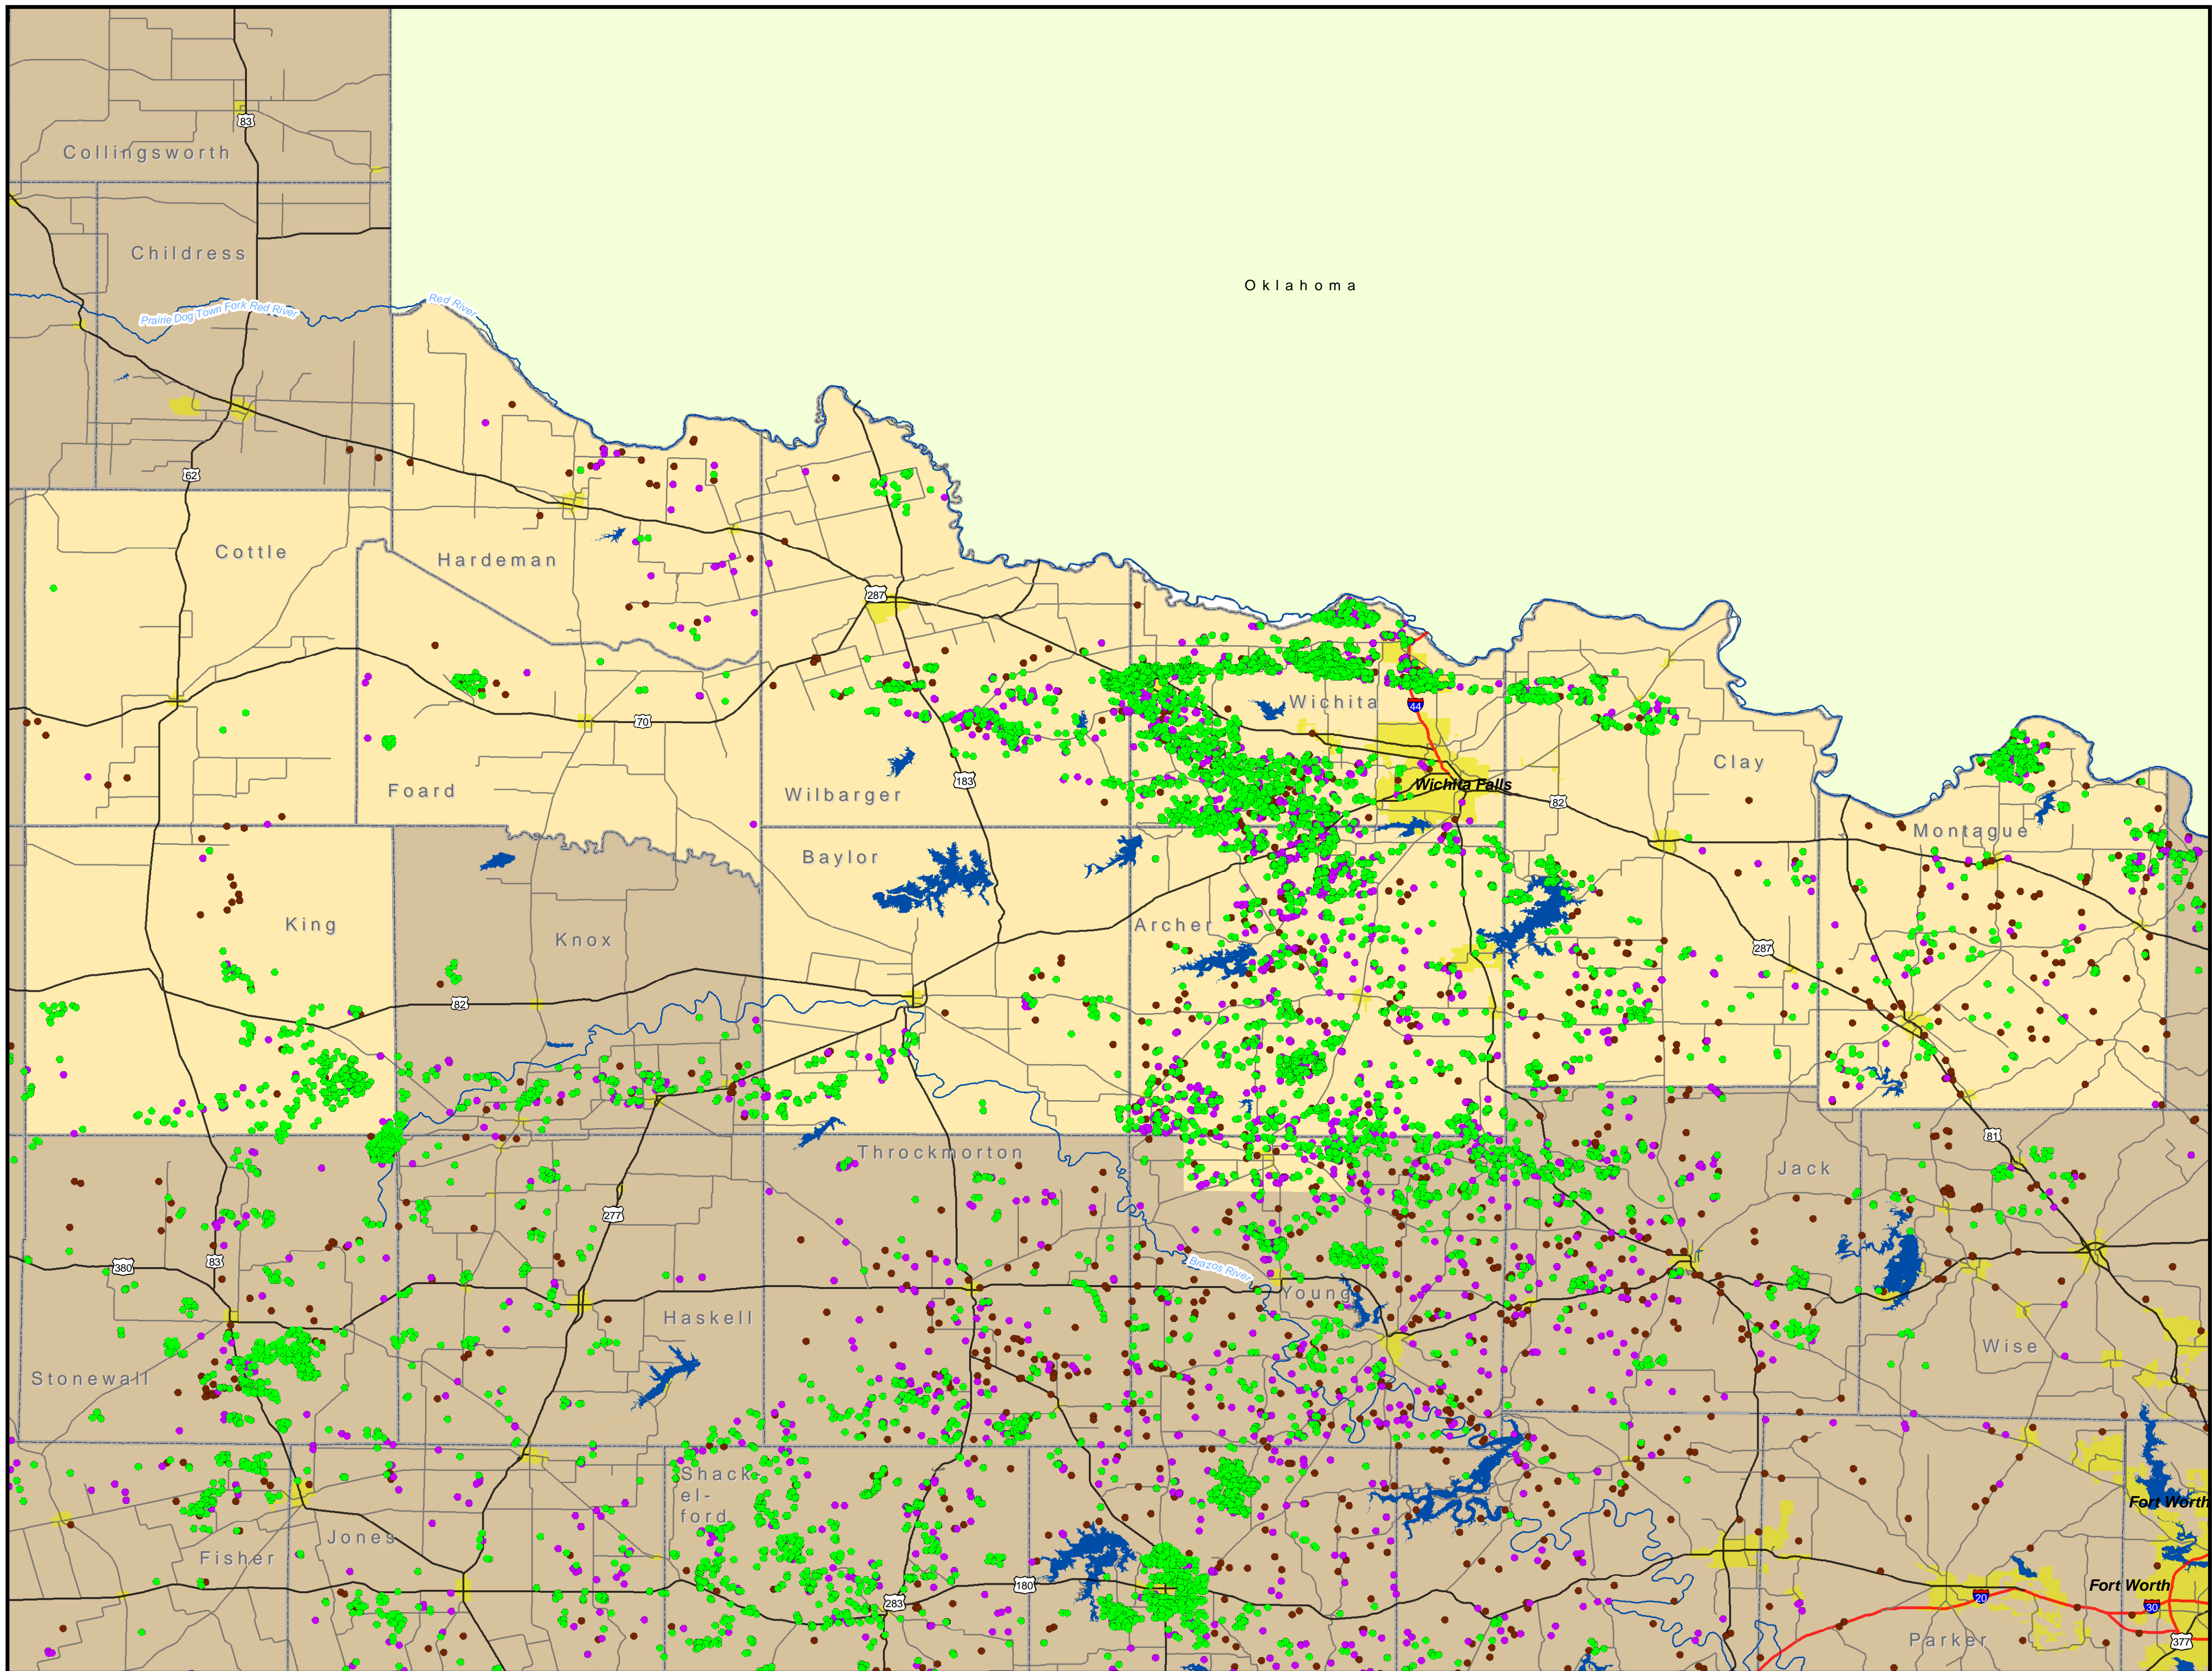 83
Collingsworth
Childress
Oklahoma
Prairie Dog Town Fork Red River
Red River
62
Cottle
Hardeman
287
70
Wichita
44
Foard
Wilbarger
183
Wichita Falls
82
Clay
Montague
Baylor
King
Knox
Archer
287
82
Throckmorton
81
Jack
277
380
83
Brazos River
Young
Haskell
Wise
Stonewall
Shack-
el-
ford
Fort Worth
Jones
Fisher
180
283
Fort Worth
20
30
Parker
377